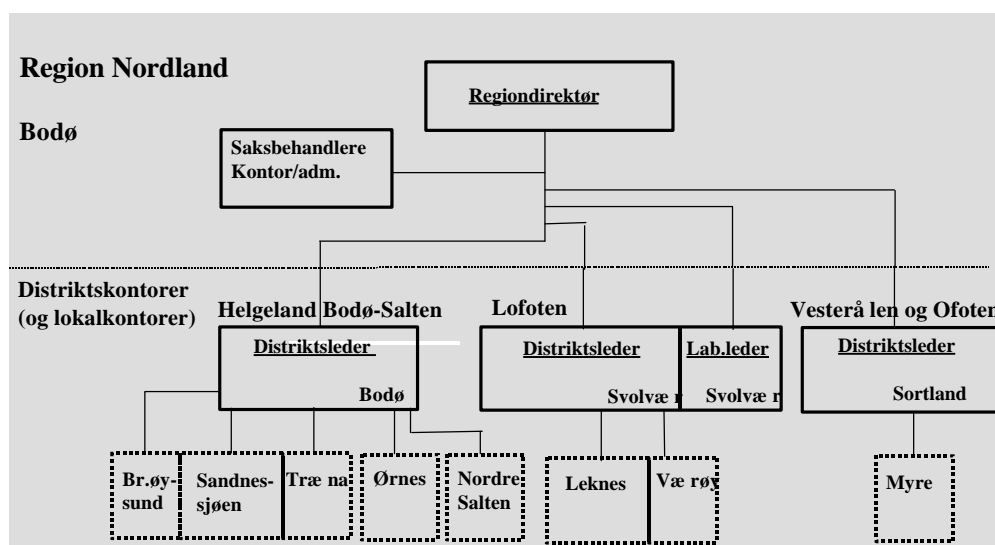 Region Nordland
Regiondirektør
Bodø
Saksbehandlere
Kontor/adm.
Distriktskontorer
(og lokalkontorer)
Helgeland Bodø-Salten
Lofoten
Vesterå len og Ofoten
Distriktsleder
Bodø
Distriktsleder
Svolvæ r
Lab.leder
Svolvæ r
Distriktsleder
Sortland
Br.øy-
sund
Sandnes-
sjøen
Træ na
Ørnes
Nordre
Salten
Leknes
Væ røy
Myre